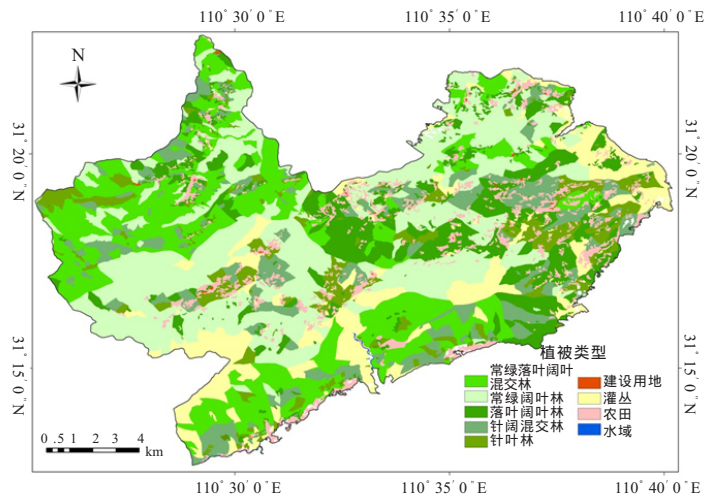 110°30′0″E 110°35′0″E 110°40′0″E
N
31°20′0″N 31°20′0″N
31°15′0″N 31°15′0″N
植被类型
常绿落叶阔叶
混交林 建设用地
常绿阔叶林 灌丛
落叶阔叶林 农田
针阔混交林 水域
针叶林
0 .5 1 2 3 4
km
110°30′0″E 110°35′0″E 110°40′0″E